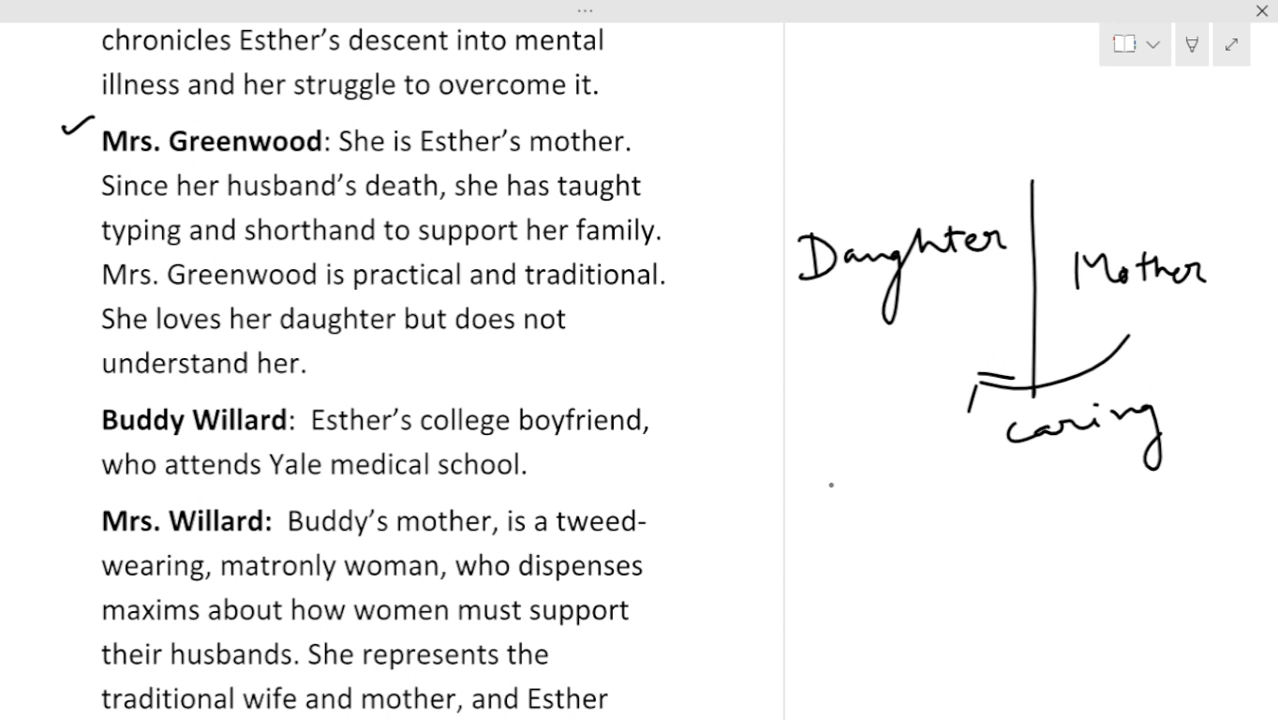 chronicles Esther’s descent into mental
illness and her struggle to overcome it.
Mrs. Greenwood: She is Esther’s mother.
Since her husband’s death, she has taught
typing and shorthand to support her family.
Mrs. Greenwood is practical and traditional.
She loves her daughter but does not
understand her.
Buddy Willard:  Esther’s college boyfriend,
who attends Yale medical school.
Mrs. Willard:  Buddy’s mother, is a tweed-
wearing, matronly woman, who dispenses
maxims about how women must support
their husbands. She represents the
traditional wife and mother, and Esther
Daughter
Mother
caring